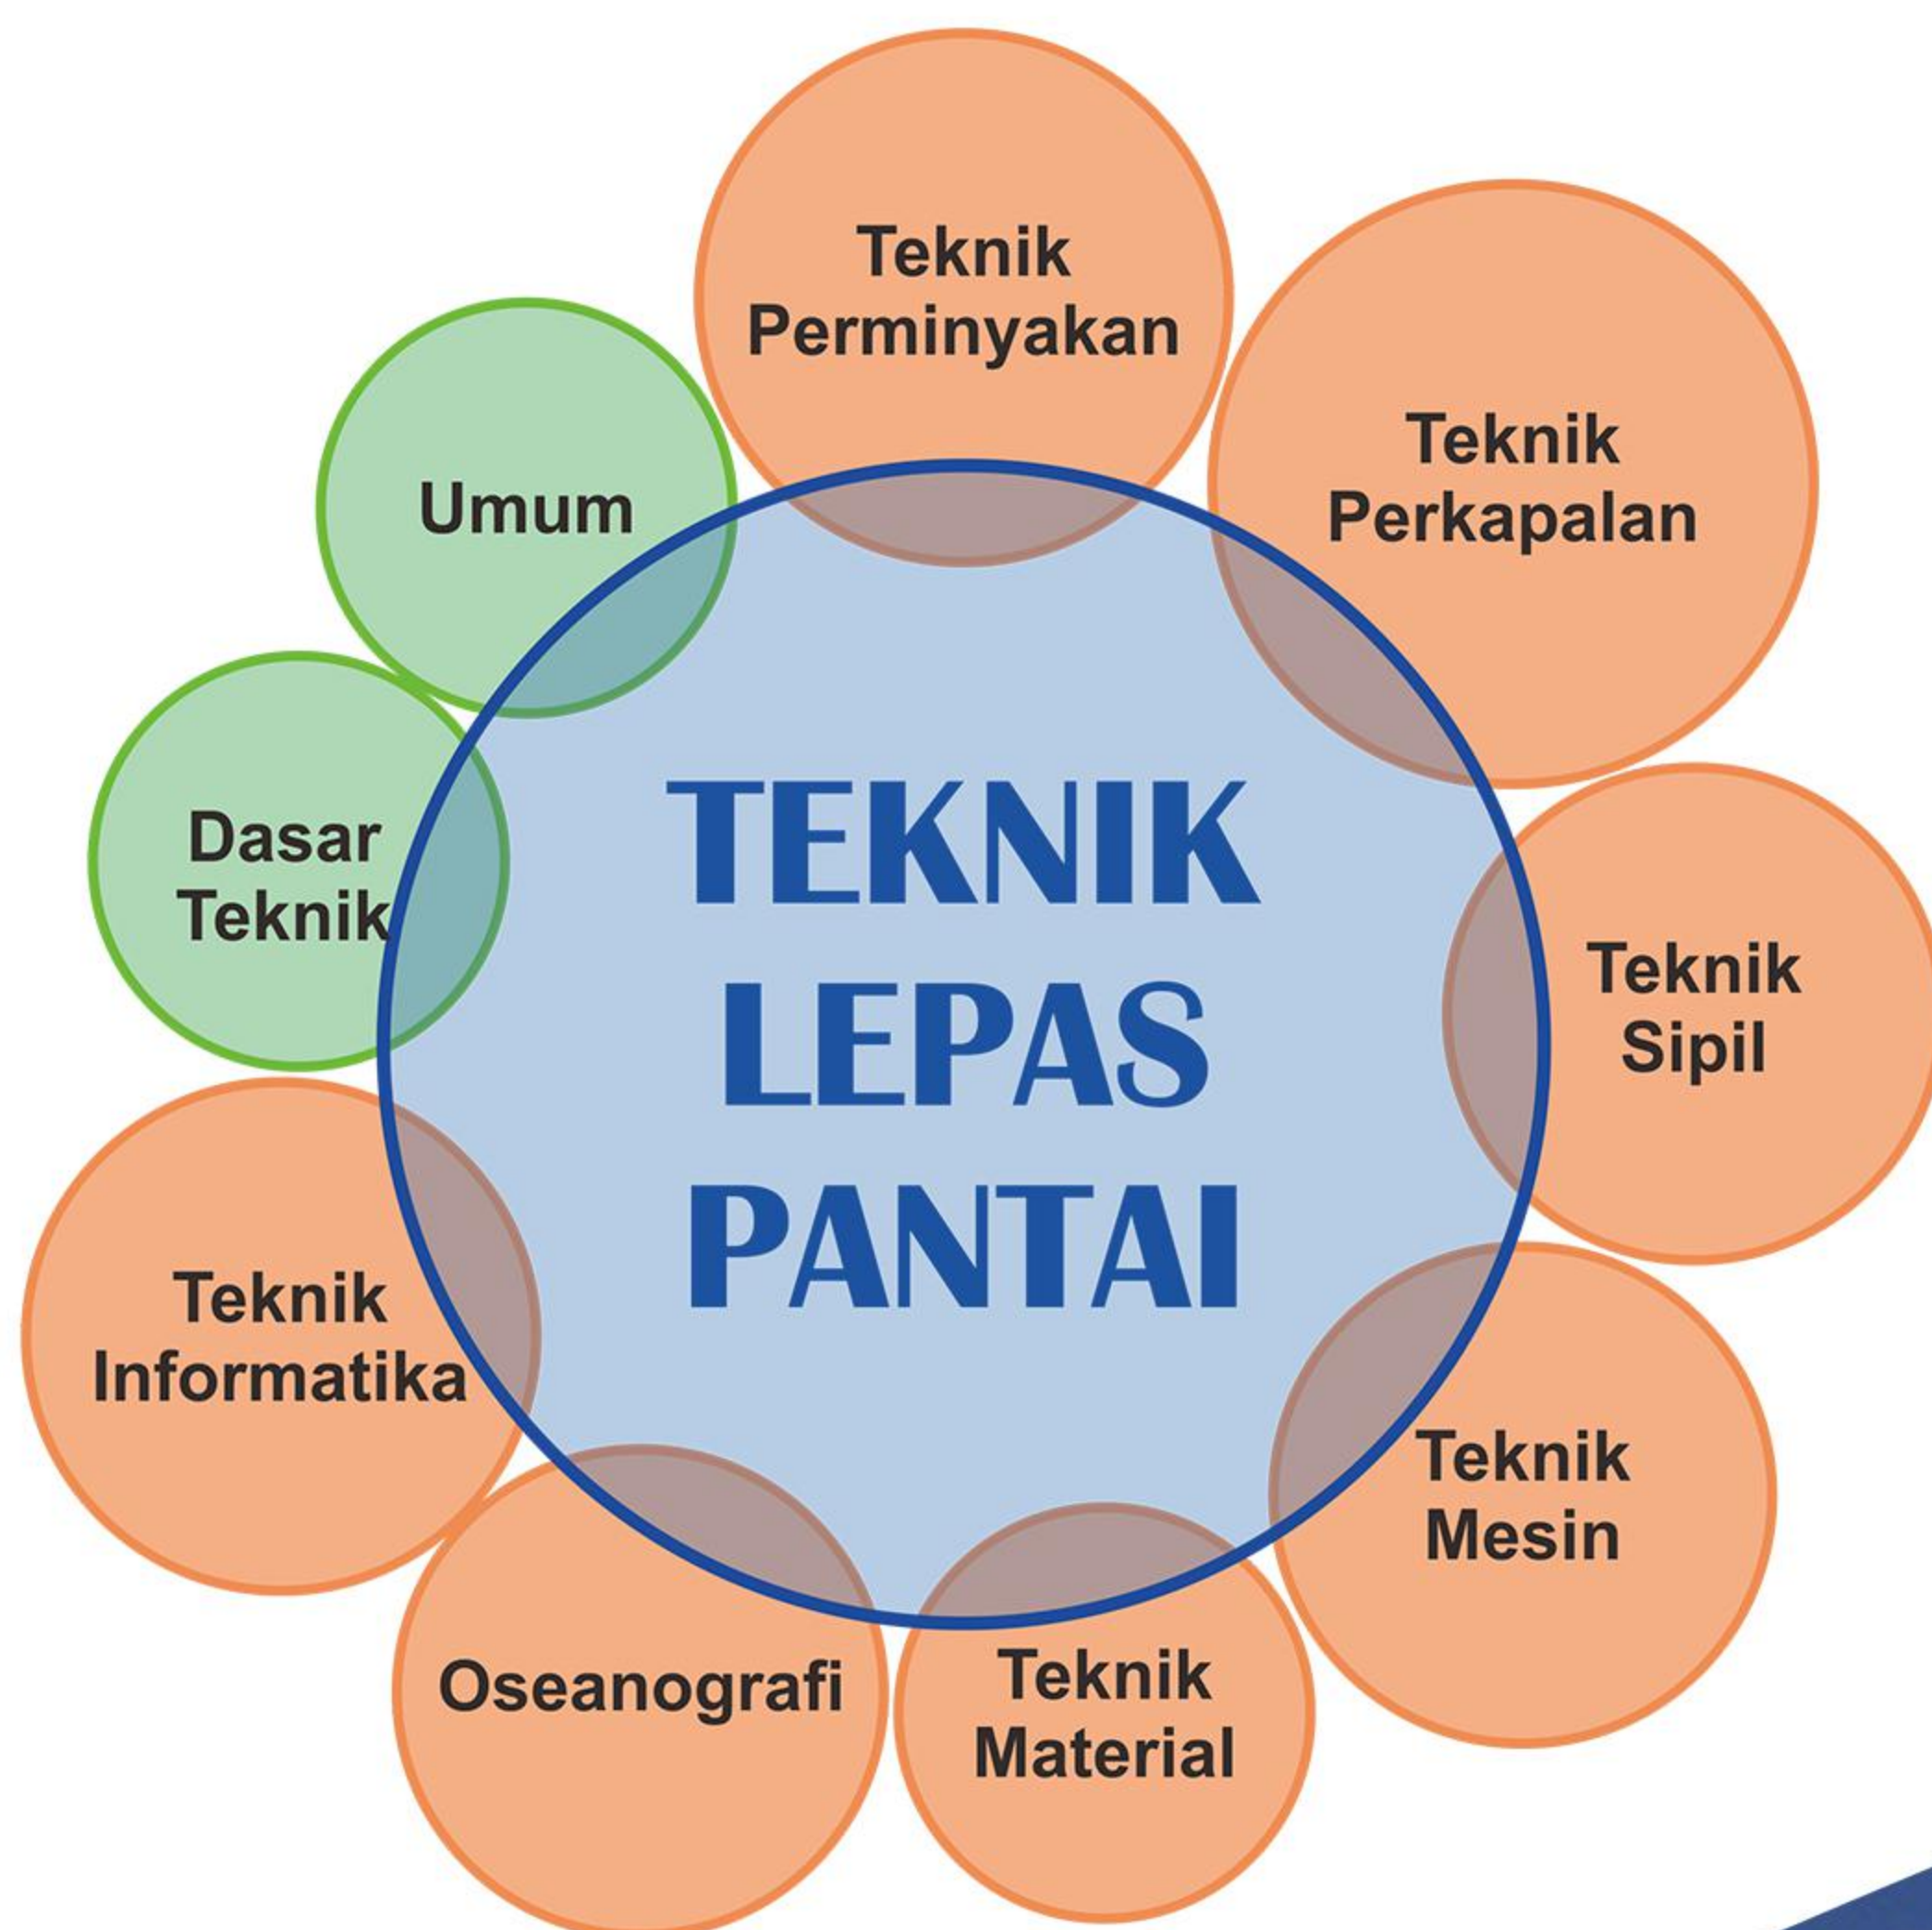 Teknik
Perminyakan
Teknik
Perkapalan
Umum
Dasar
Teknik
TEKNIK
LEPAS
PANTAI
Teknik
Sipil
Teknik
Informatika
Teknik
Mesin
Oseanografi
Teknik
Material